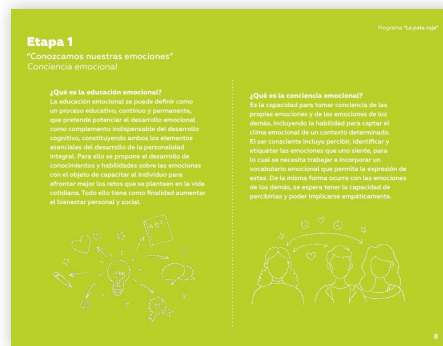 Programa "La pata coja"
Etapa 1
"Conozcamos nuestras emociones"
Conciencia emocional
¿Qué es la educación emocional?
La educación emocional se puede definir como
un proceso educativo, continuo y permanente,
que pretende potenciar el desarrollo emocional
como complemento indispensable del desarrollo
cognitivo, constituyendo ambos los elementos
esenciales del desarrollo de la personalidad
integral. Para ello se propone el desarrollo de
conocimientos y habilidades sobre las emociones
con el objeto de capacitar al individuo para
afrontar mejor los retos que se planteen en la vida
cotidiana. Todo ello tiene como finalidad aumentar
el bienestar personal y social.
¿Qué es la conciencia emocional?
Es la capacidad para tomar conciencia de las
propias emociones y de las emociones de los
demás, incluyendo la habilidad para captar el
clima emocional de un contexto determinado.
El ser consciente incluye percibir, identificar y
etiquetar las emociones que uno siente, para
lo cual se necesita trabajar e incorporar un
vocabulario emocional que permita la expresión de
estas. De la misma forma ocurre con las emociones
de los demás, se espera tener la capacidad de
percibirlas y poder implicarse empáticamente.
8